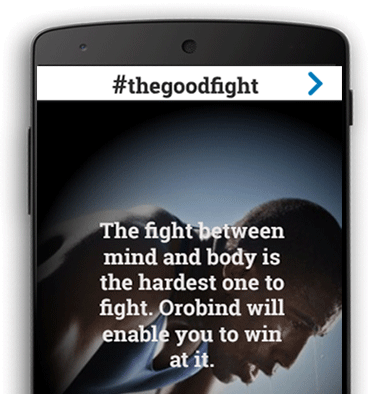 #thegoodfight
The fight between
mind and body is
the hardest one to
fight. Orobind will
enable you to win
at it.